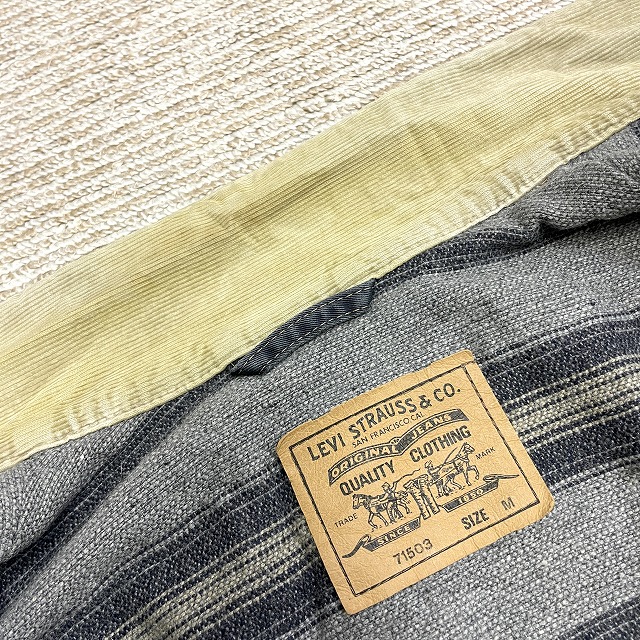 LEVI STRAUSS & CO.
SAN FRANCISCO, CAL.
ORIGINAL JEANS
QUALITY CLOTHING
TRADE MARK
SINCE 1850
71503
SIZE M